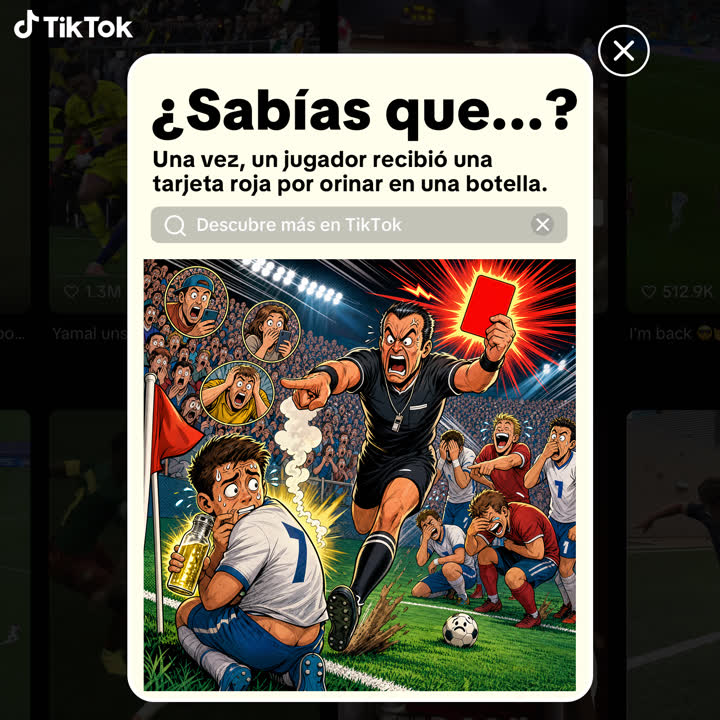 TikTok
¿Sabías que...?
Una vez, un jugador recibió una
tarjeta roja por orinar en una botella.
Descubre más en TikTok
1.3M
512.9K
Yamal uns
I'm back 😎
7
7
1